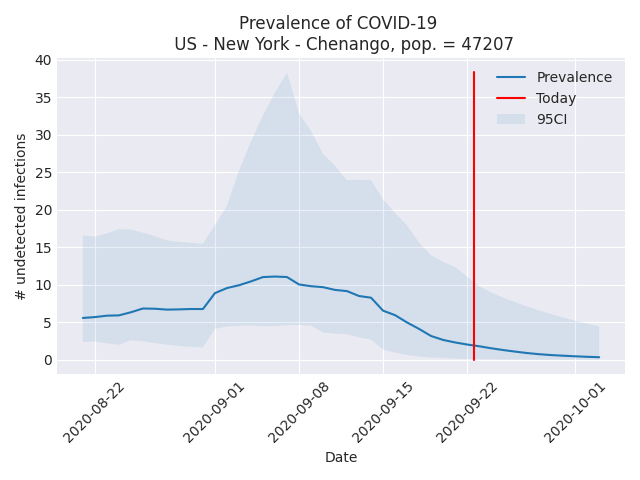 Prevalence of COVID-19
US - New York - Chenango, pop. = 47207
# undetected infections
40
35
30
25
20
15
10
5
0
Prevalence
Today
95CI
2020-08-22
2020-09-01
2020-09-08
2020-09-15
2020-09-22
2020-10-01
Date